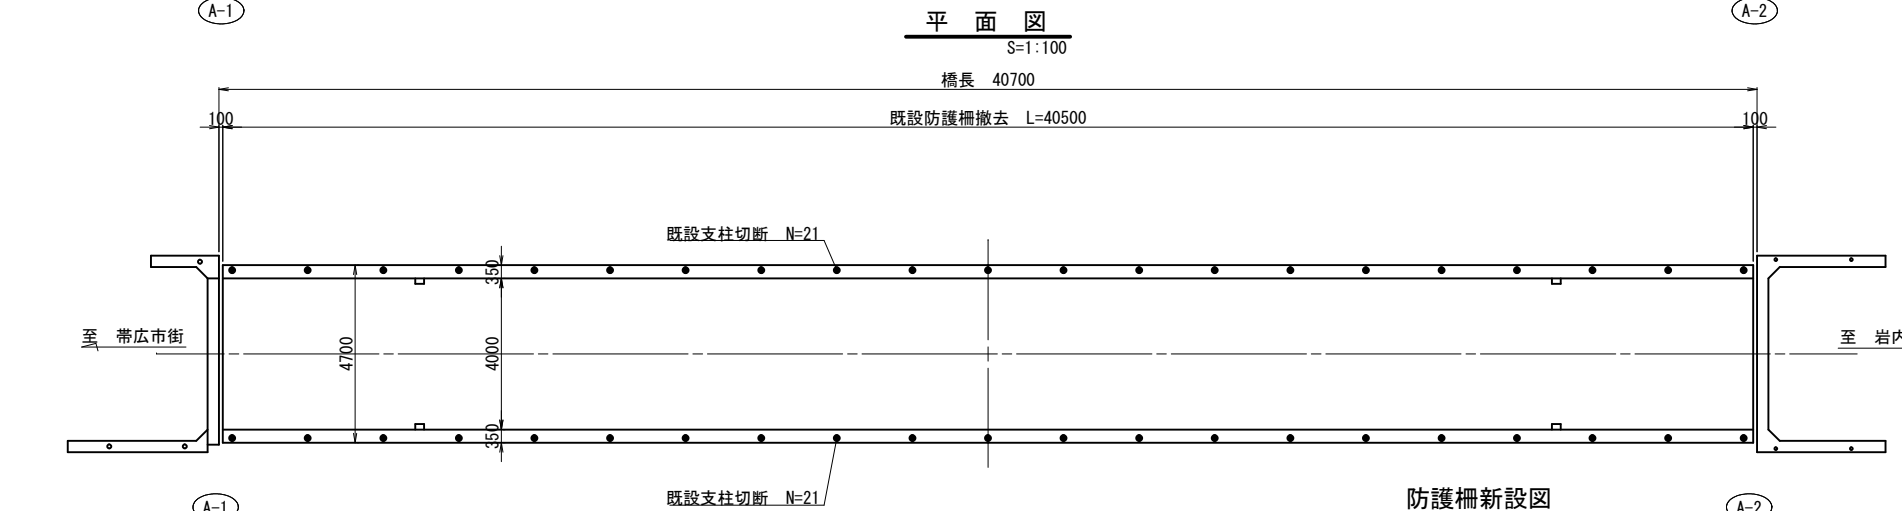 A-1
A-2
平 面 図
S=1:100
橋長 40700
100
既設防護柵撤去 L=40500
100
既設支柱切断 N=21
350
至 帯広市街
4700
4000
至 岩内
350
既設支柱切断 N=21
防護柵新設図
A-1
A-2